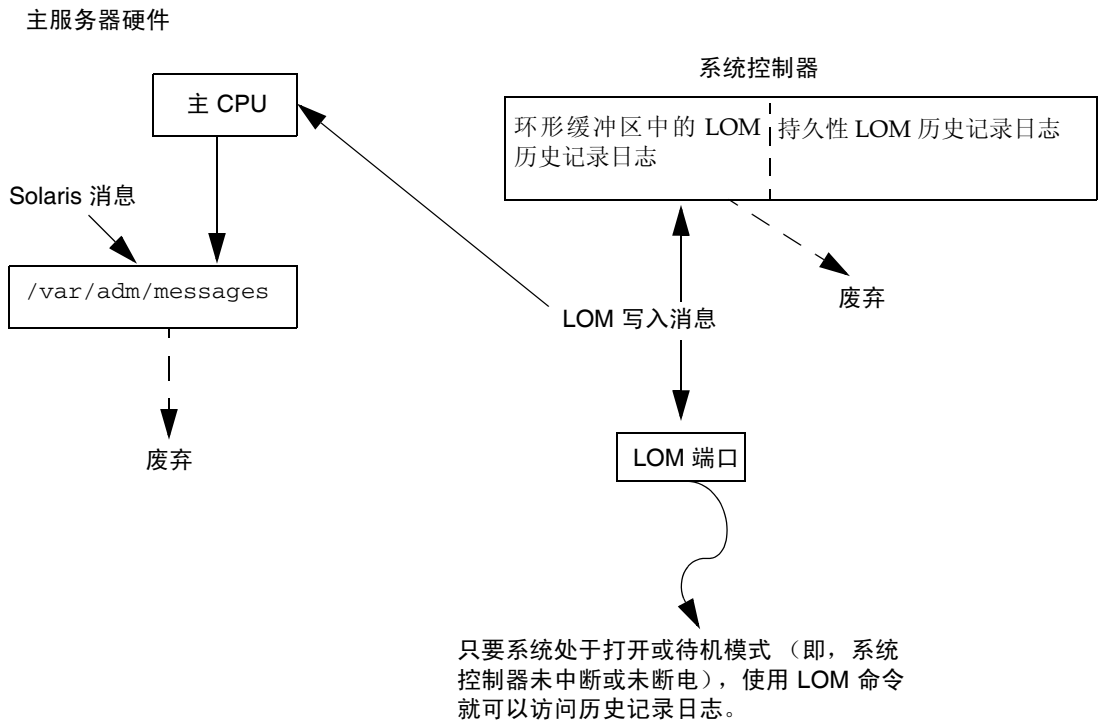 主服务器硬件
系统控制器
主 CPU
环形缓冲区中的 LOM
历史记录日志
持久性 LOM 历史记录日志
Solaris 消息
/var/adm/messages
废弃
LOM 写入消息
废弃
LOM 端口
只要系统处于打开或待机模式 （即，系统
控制器未中断或未断电），使用 LOM 命令
就可以访问历史记录日志。